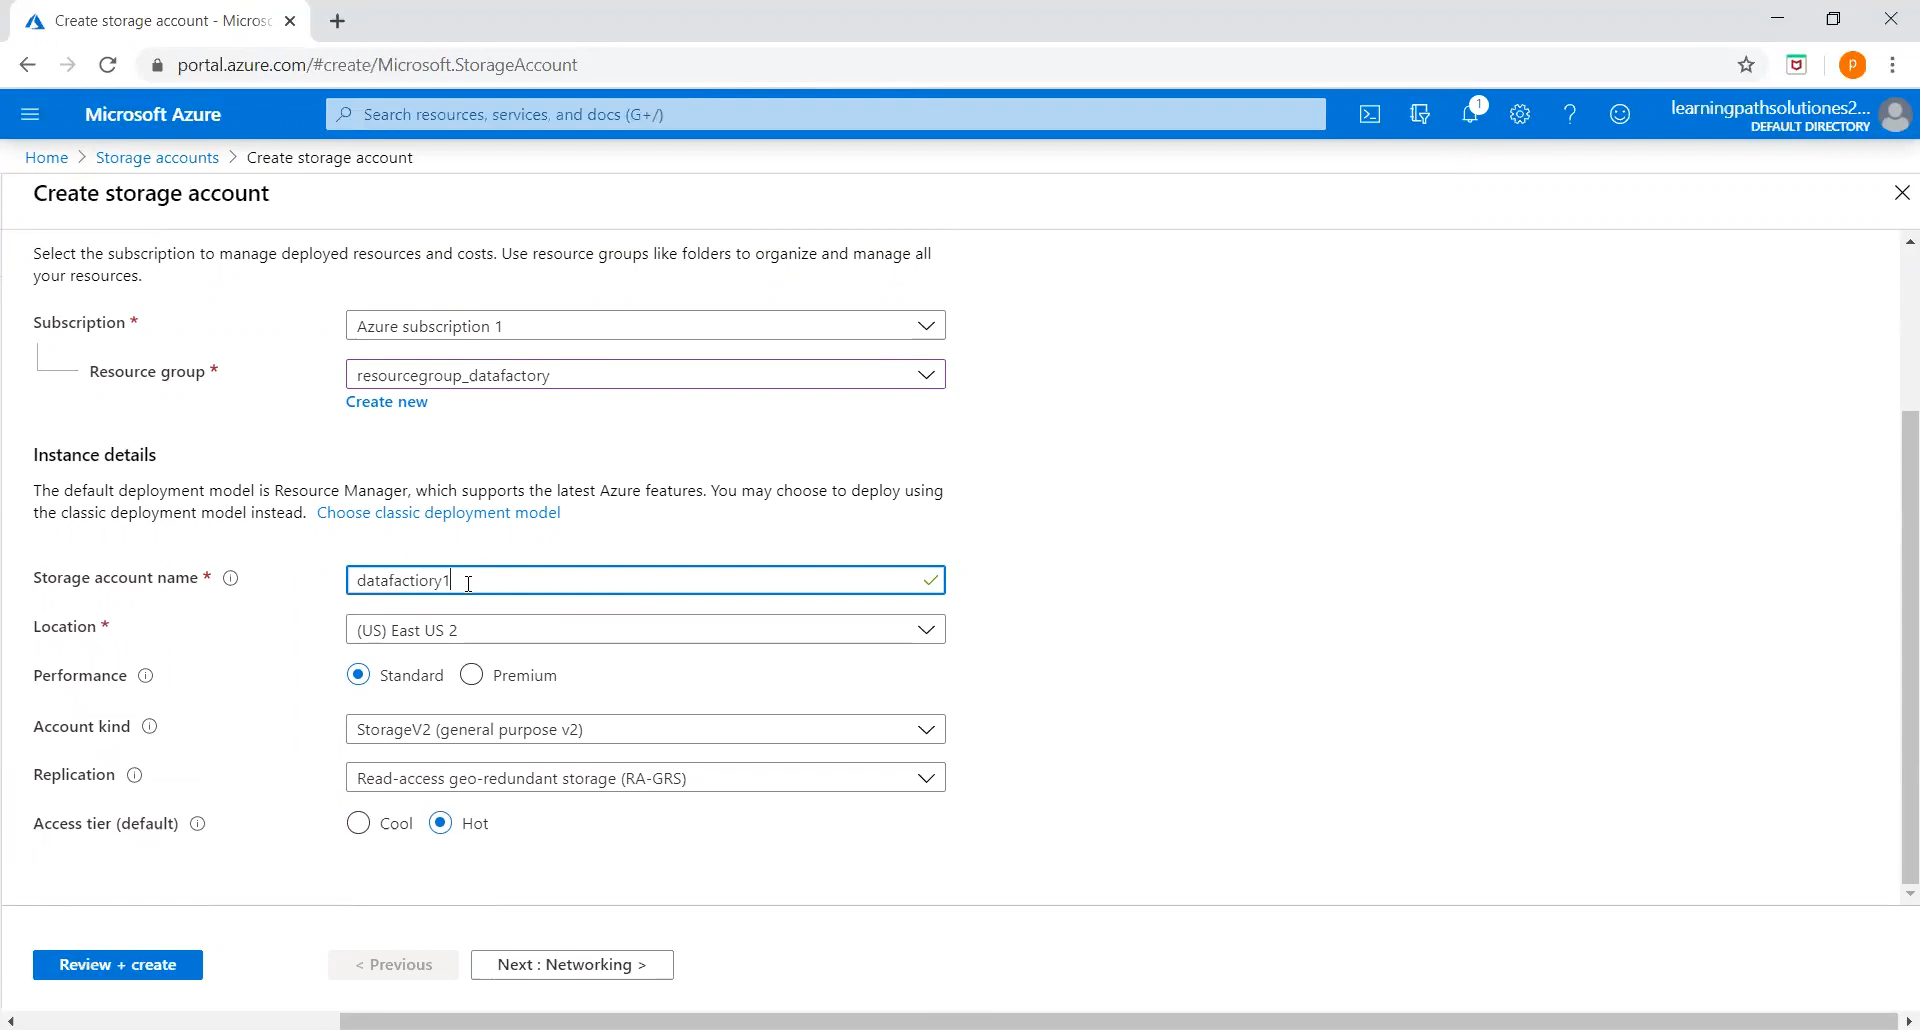 Create storage account - Micros
portal.azure.com/#create/Microsoft.StorageAccount
P
Microsoft Azure
Search resources, services, and docs (G+/)
1
learningpathsolutiones2...
DEFAULT DIRECTORY
Home > Storage accounts > Create storage account
Create storage account
Select the subscription to manage deployed resources and costs. Use resource groups like folders to organize and manage all
your resources.
Subscription *
Azure subscription 1
Resource group *
resourcegroup_datafactory
Create new
Instance details
The default deployment model is Resource Manager, which supports the latest Azure features. You may choose to deploy using
the classic deployment model instead. Choose classic deployment model
Storage account name *
datafactiory1
Location *
(US) East US 2
Performance
Standard Premium
Account kind
StorageV2 (general purpose v2)
Replication
Read-access geo-redundant storage (RA-GRS)
Access tier (default)
Cool Hot
Review + create
< Previous
Next : Networking >